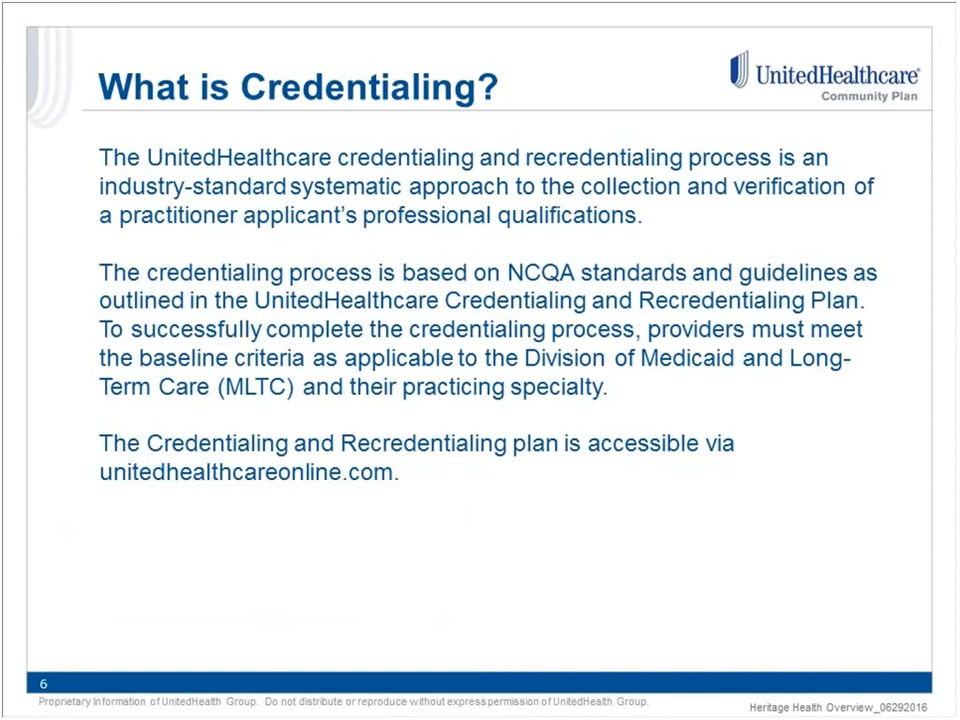 What is Credentialing?
UnitedHealthcare®
Community Plan
The UnitedHealthcare credentialing and recredentialing process is an
industry-standard systematic approach to the collection and verification of
a practitioner applicant’s professional qualifications.
The credentialing process is based on NCQA standards and guidelines as
outlined in the UnitedHealthcare Credentialing and Recredentialing Plan.
To successfully complete the credentialing process, providers must meet
the baseline criteria as applicable to the Division of Medicaid and Long-
Term Care (MLTC) and their practicing specialty.
The Credentialing and Recredentialing plan is accessible via
unitedhealthcareonline.com.
6
Proprietary Information of UnitedHealth Group. Do not distribute or reproduce without express permission of UnitedHealth Group.
Heritage Health Overview_06292016